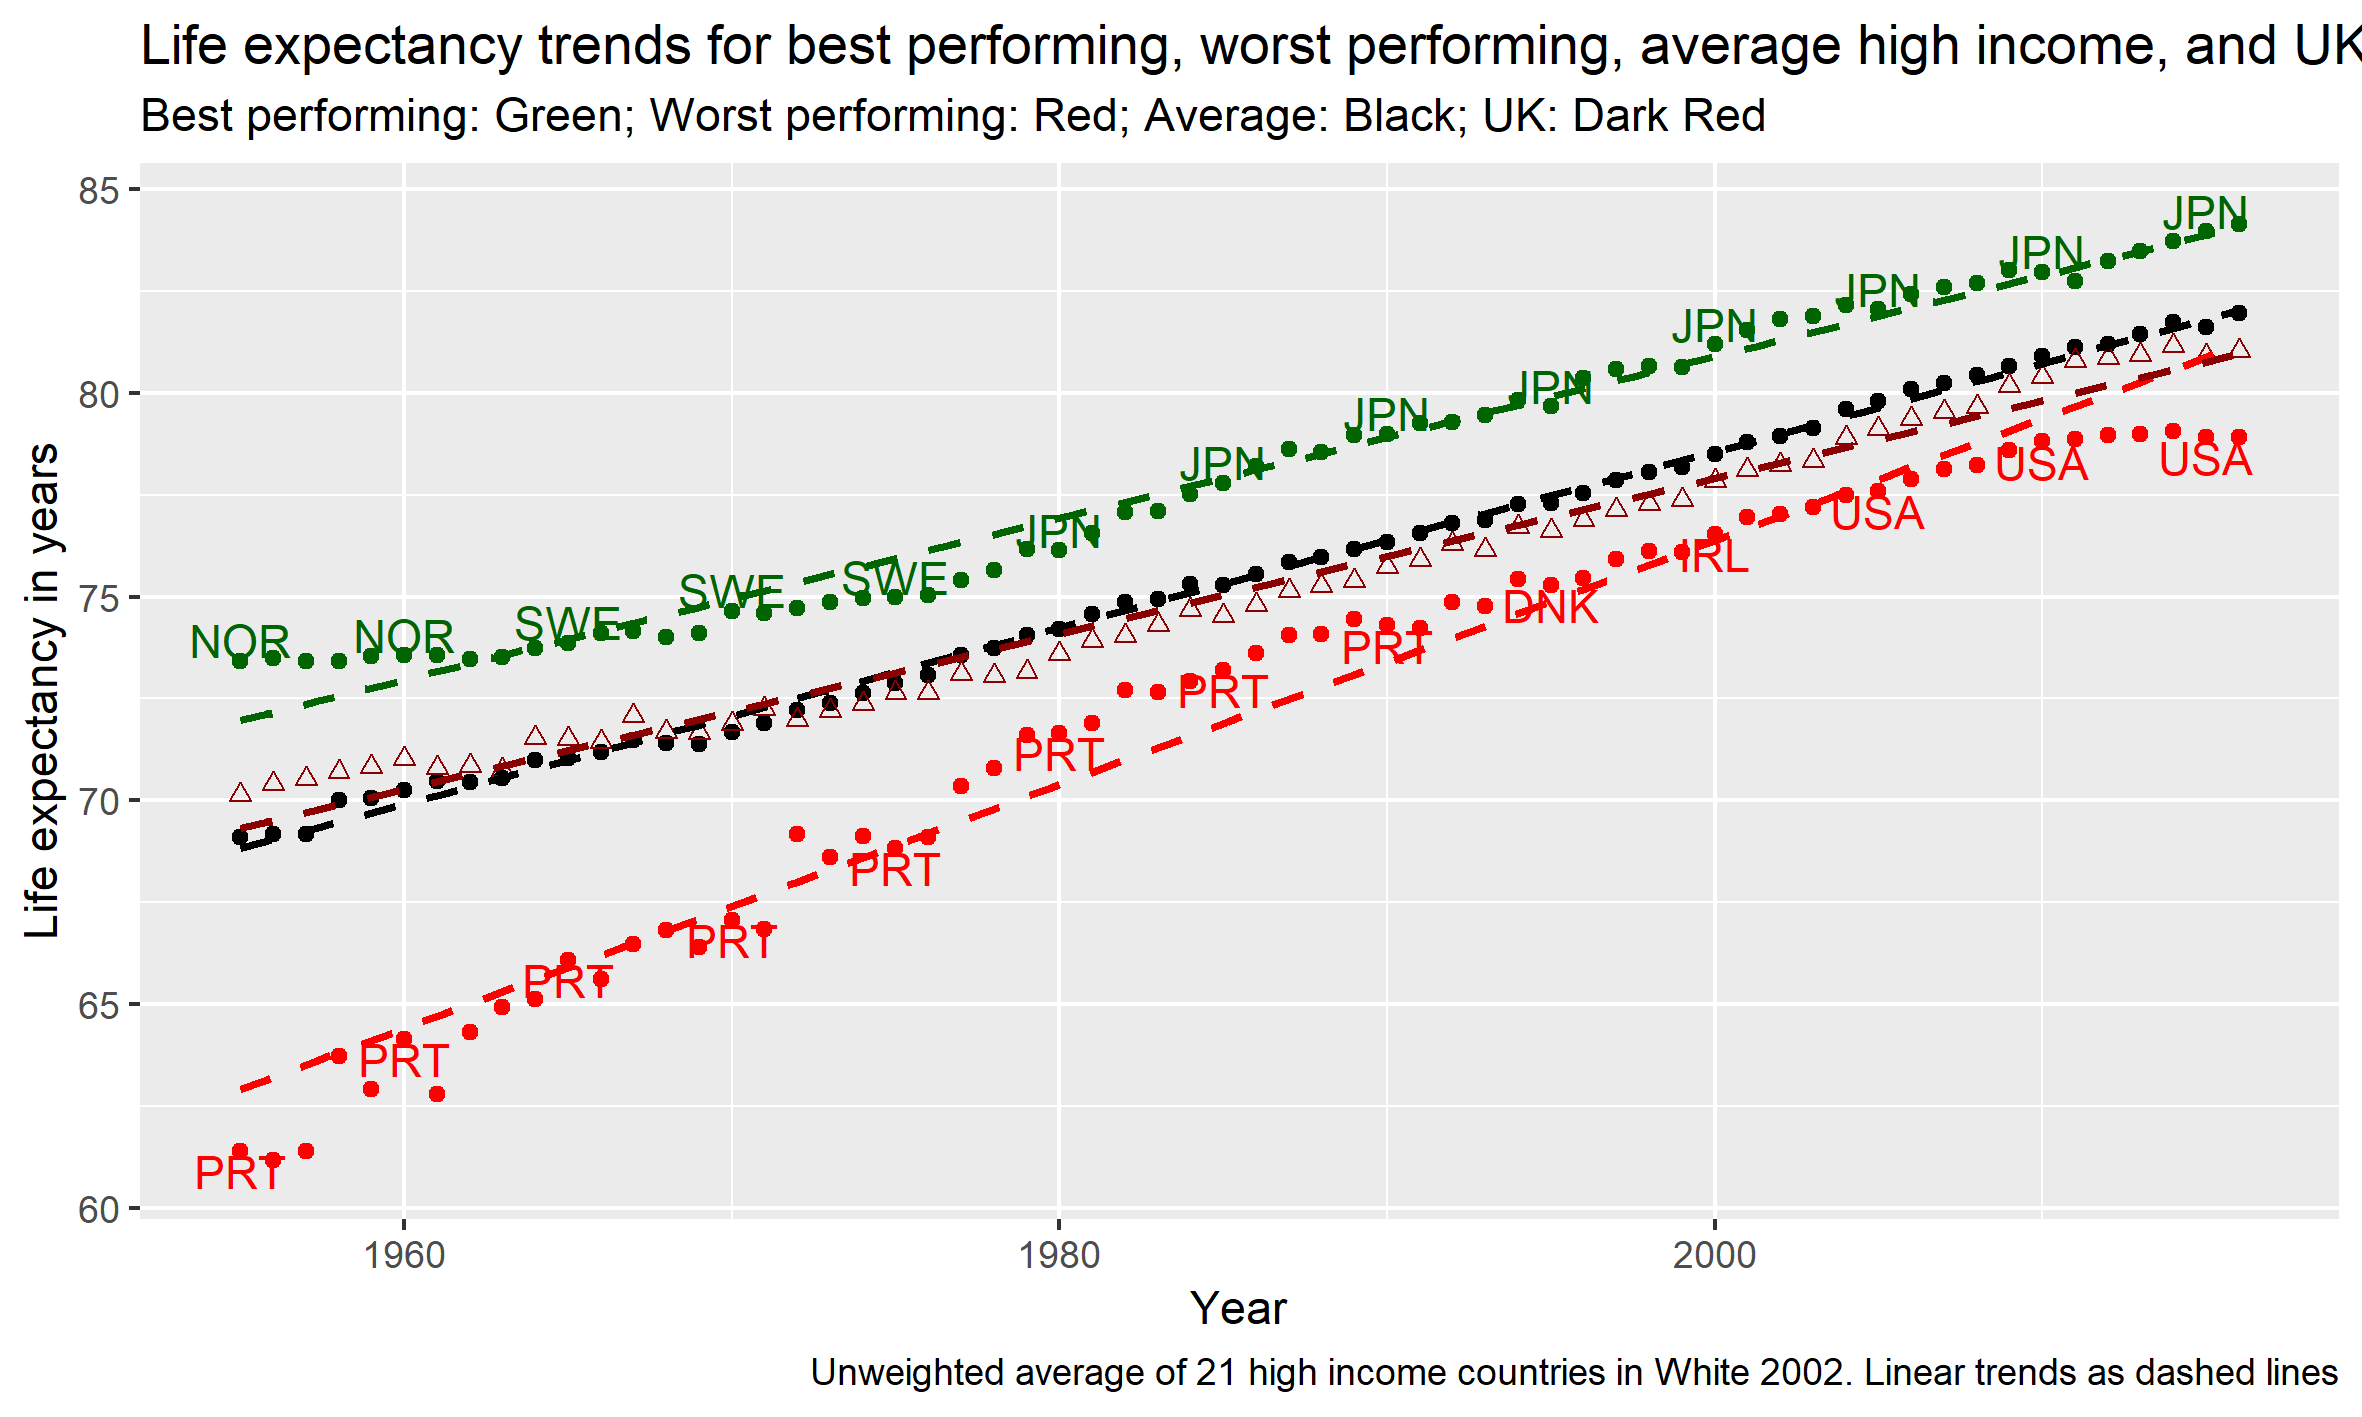 Life expectancy trends for best performing, worst performing, average high income, and UK
Best performing: Green; Worst performing: Red; Average: Black; UK: Dark Red
Life expectancy in years
85
80
75
70
65
60
NOR
NOR
SWE
SWE
SWE
JPN
JPN
JPN
JPN
JPN
JPN
JPN
JPN
PRT
PRT
PRT
PRT
PRT
PRT
PRT
PRT
DNK
IRL
USA
USA
USA
1960
1980
2000
Year
Unweighted average of 21 high income countries in White 2002. Linear trends as dashed lines